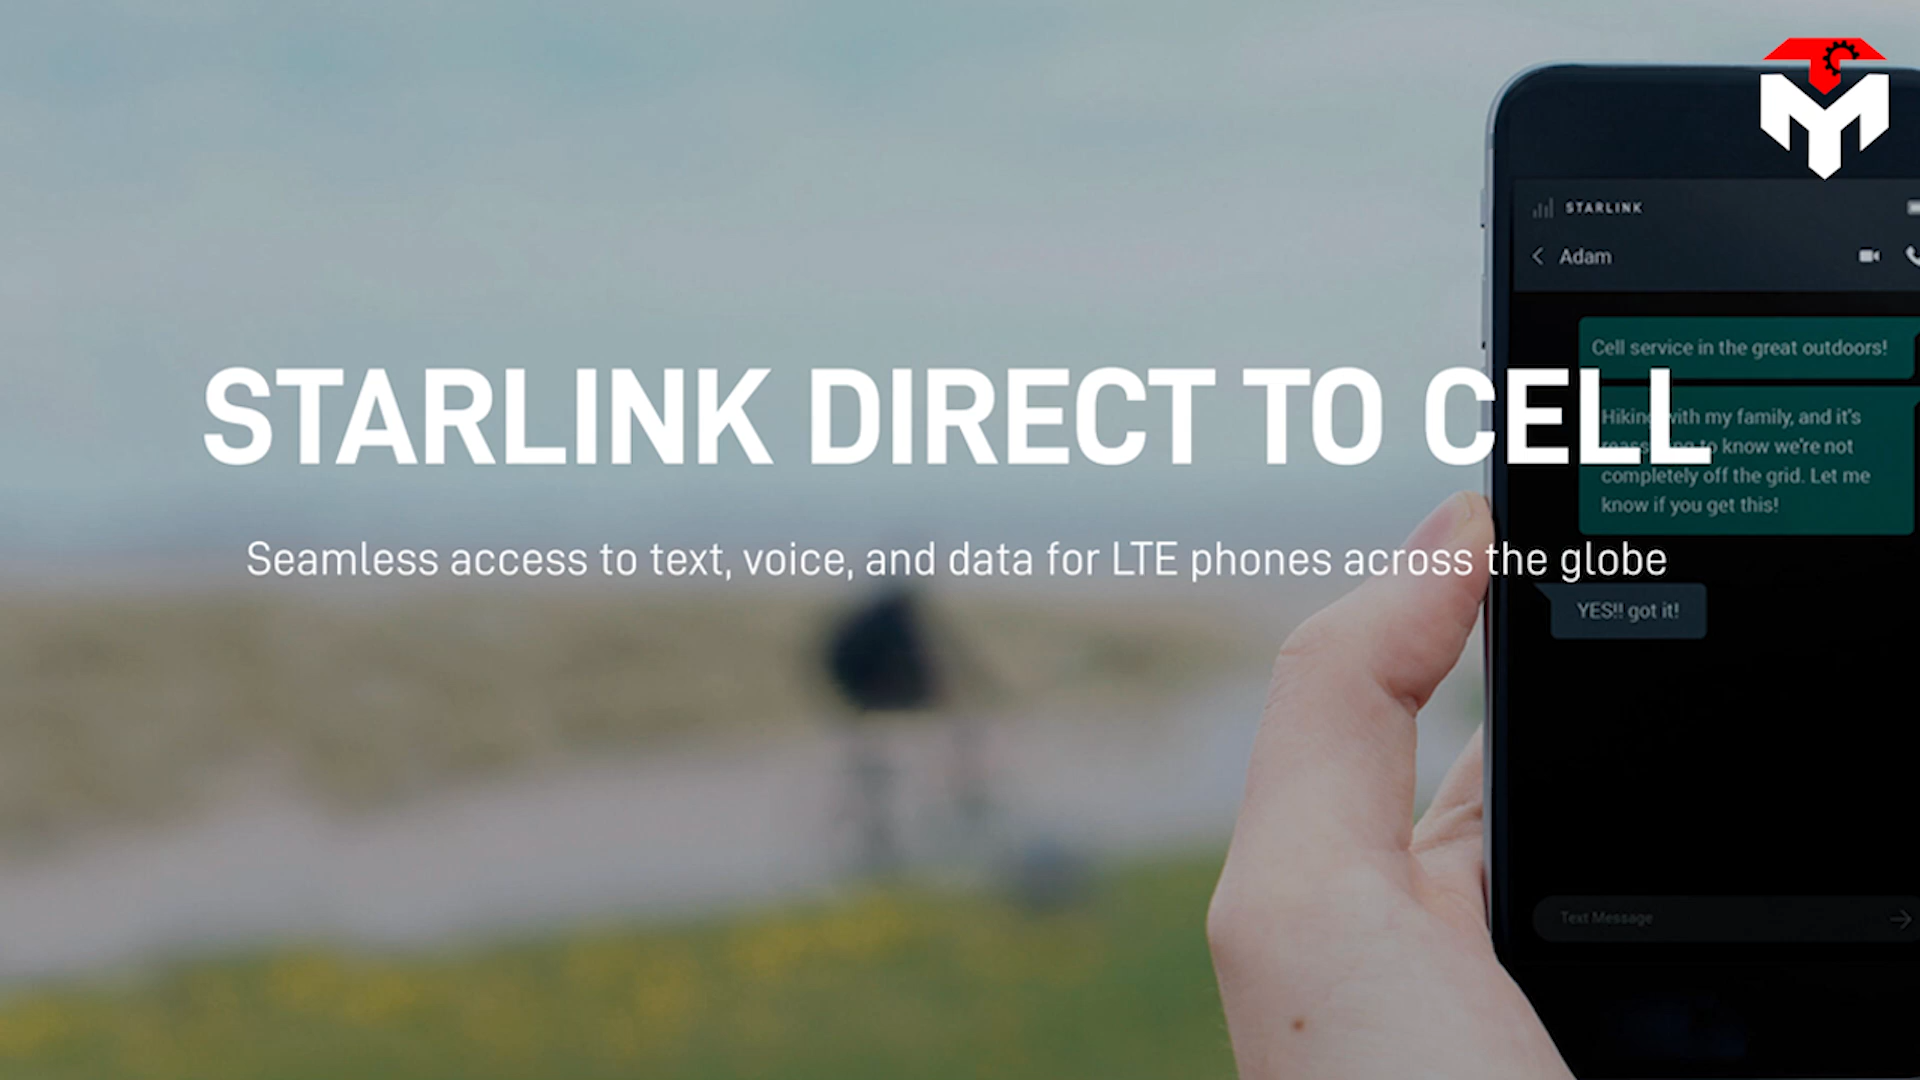 STARLINK
Adam
Cell service in the great outdoors!
STARLINK DIRECT TO CELL
Hiking with my family, and it's
to know we're not
completely off the grid. Let me
know if you get this!
Seamless access to text, voice, and data for LTE phones across the globe
YES!! got it!
Text Message